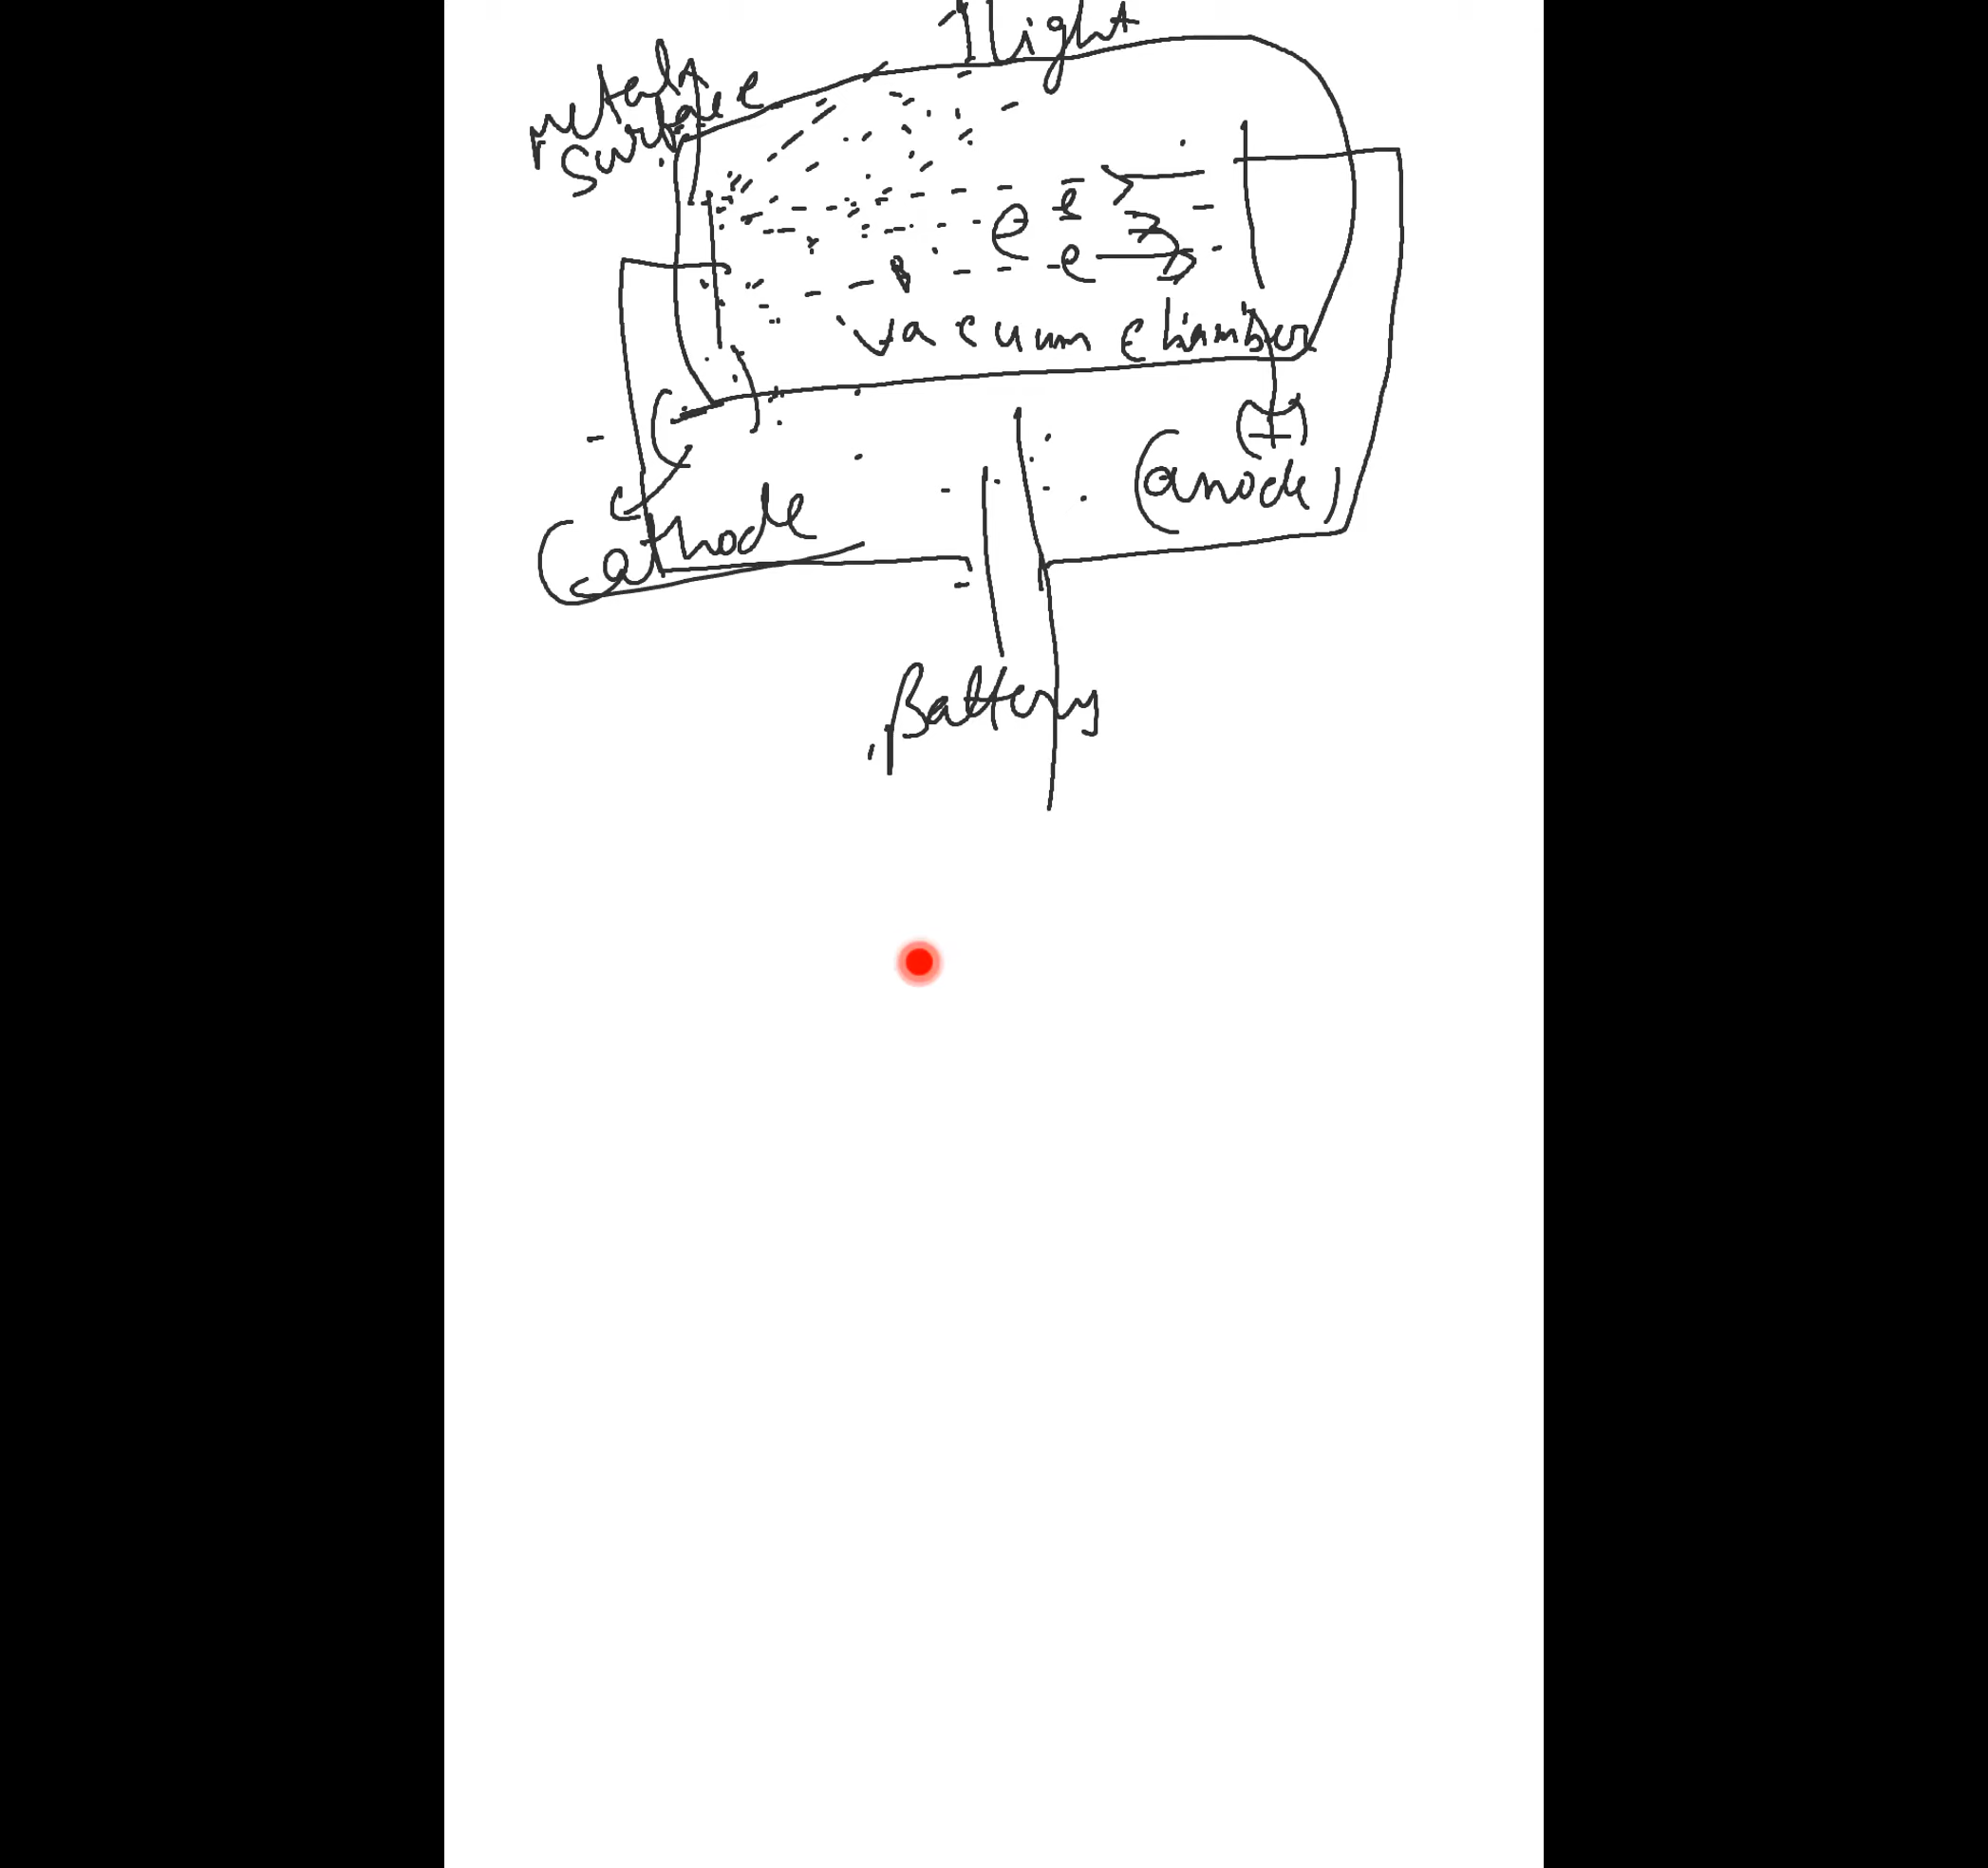 light
metal
surface
e e
e
vacuum chamber
(-)
(+)
Cathode
(anode)
Battery